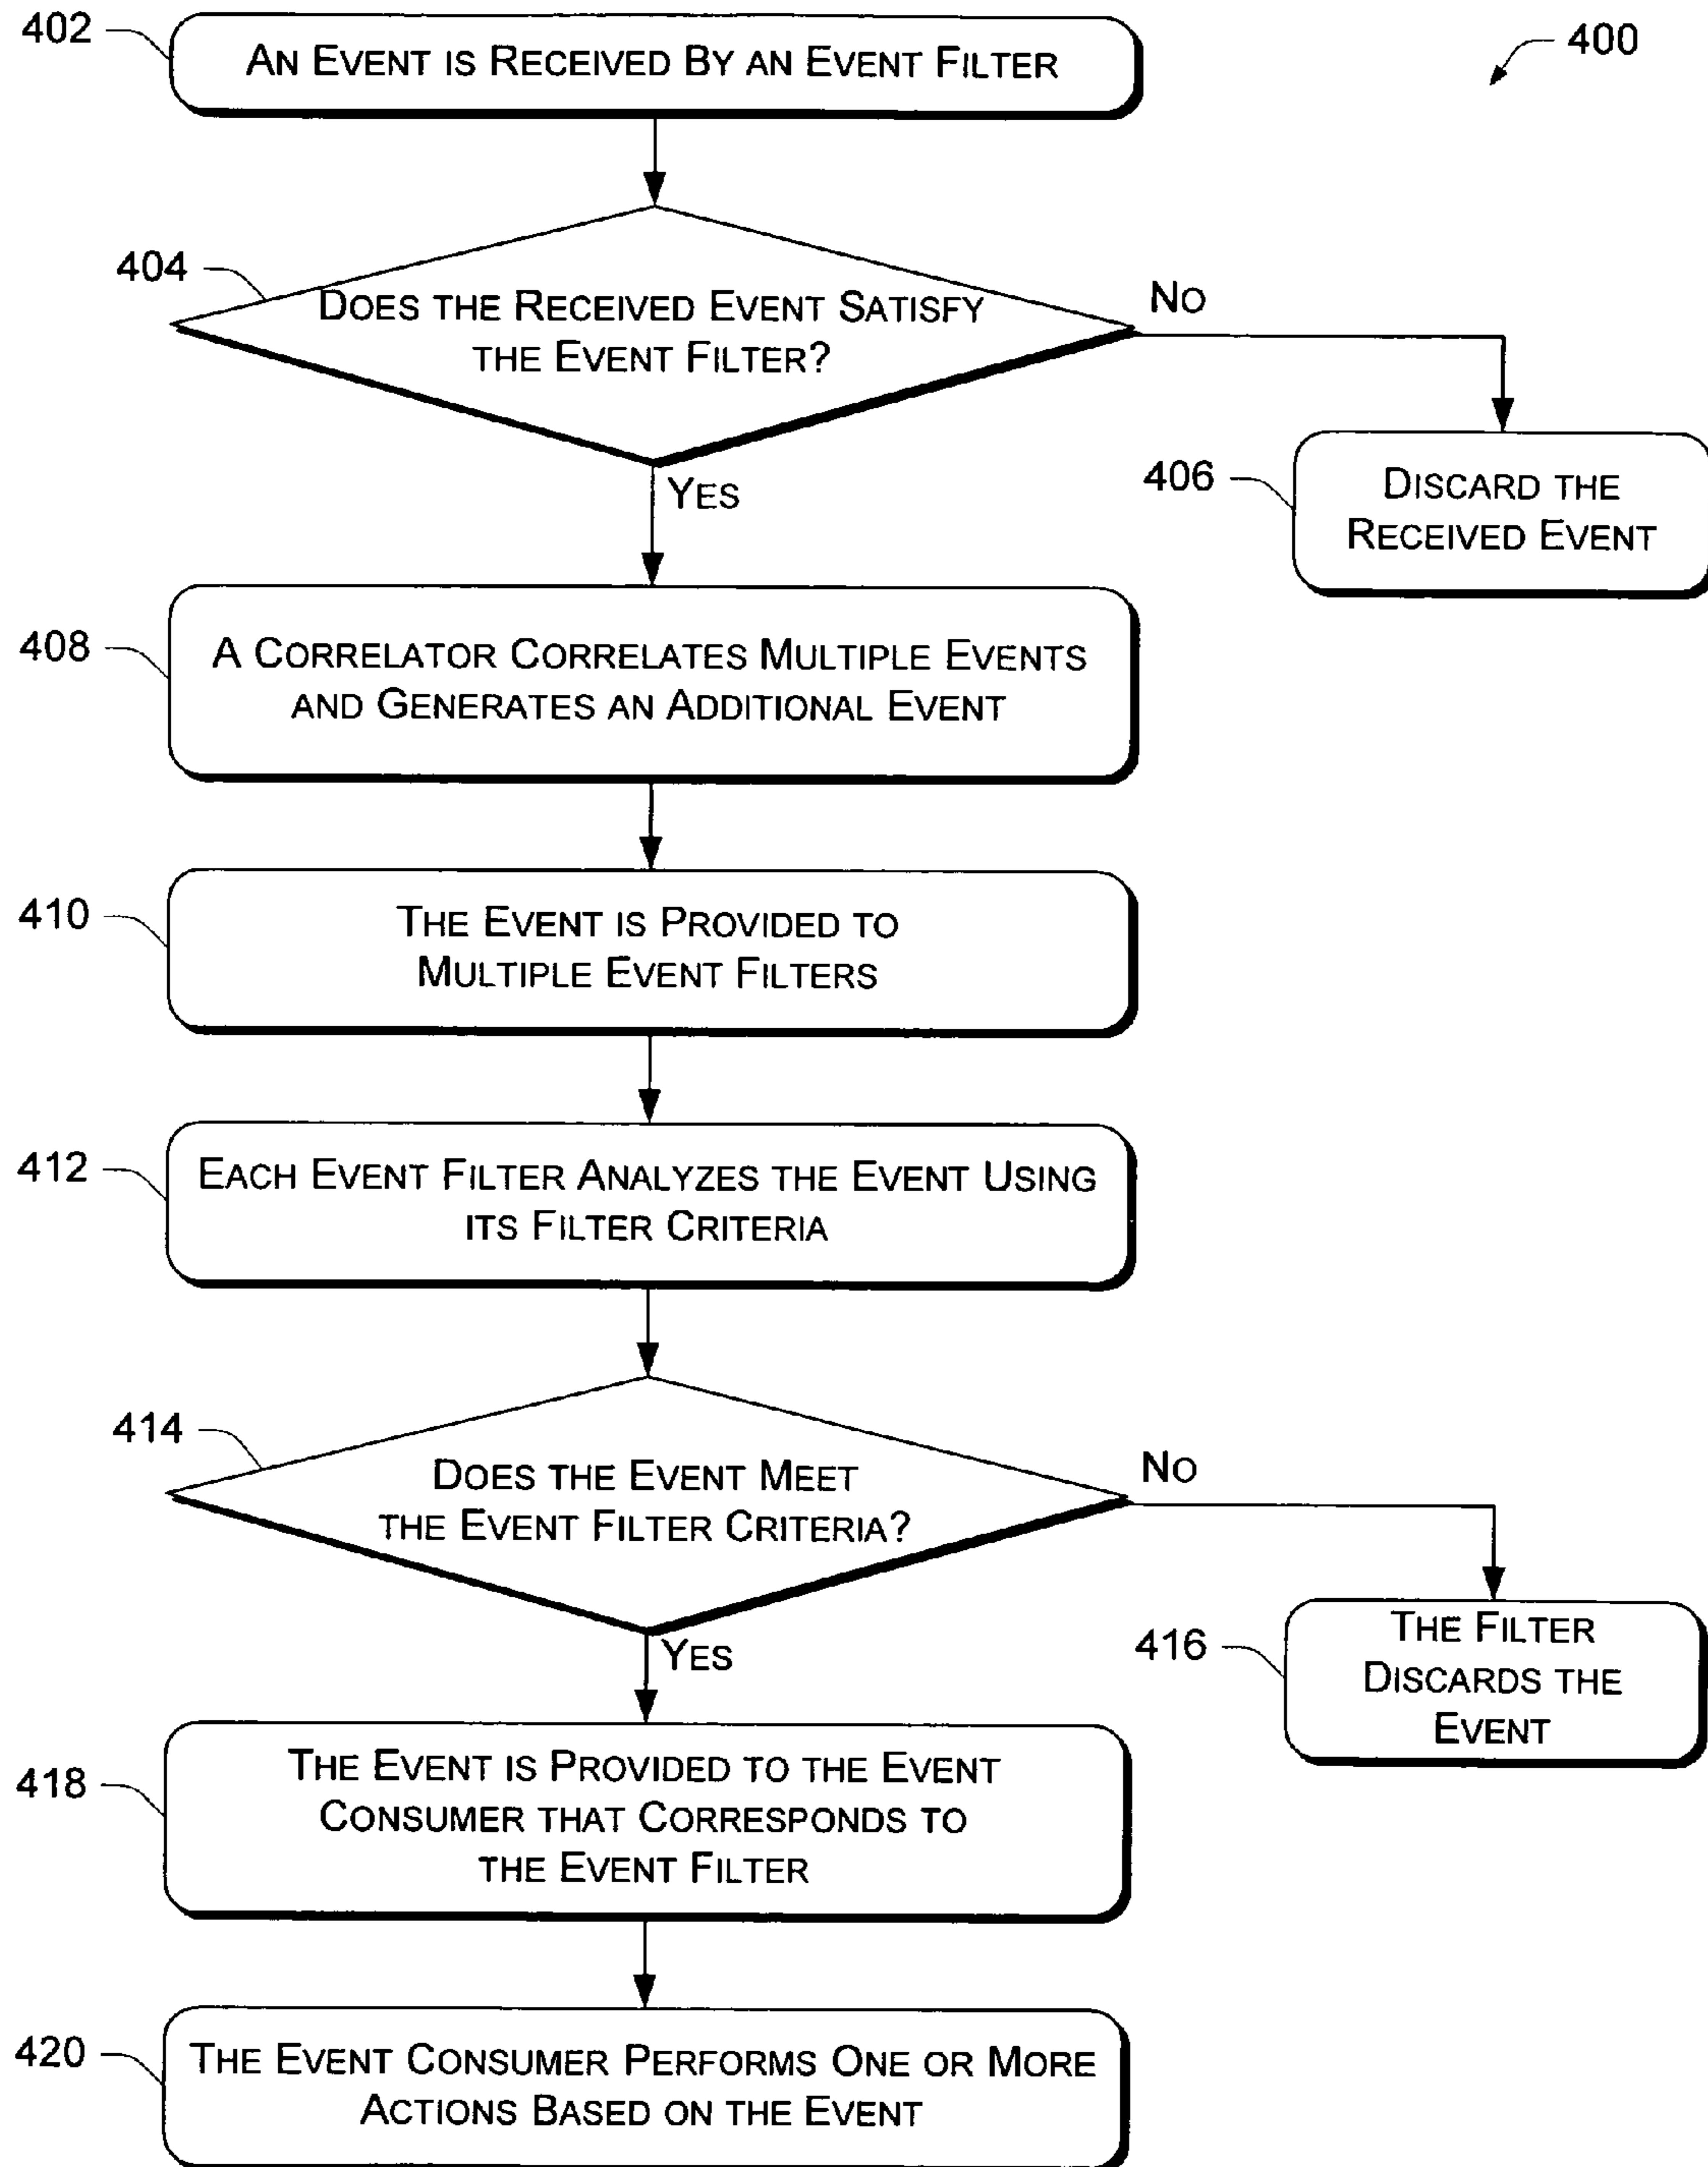 402
AN EVENT IS RECEIVED BY AN EVENT FILTER
400
404
DOES THE RECEIVED EVENT SATISFY
THE EVENT FILTER?
NO
YES
406
DISCARD THE
RECEIVED EVENT
408
A CORRELATOR CORRELATES MULTIPLE EVENTS
AND GENERATES AN ADDITIONAL EVENT
410
THE EVENT IS PROVIDED TO
MULTIPLE EVENT FILTERS
412
EACH EVENT FILTER ANALYZES THE EVENT USING
ITS FILTER CRITERIA
414
DOES THE EVENT MEET
THE EVENT FILTER CRITERIA?
NO
YES
416
THE FILTER
DISCARDS THE
EVENT
418
THE EVENT IS PROVIDED TO THE EVENT
CONSUMER THAT CORRESPONDS TO
THE EVENT FILTER
420
THE EVENT CONSUMER PERFORMS ONE OR MORE
ACTIONS BASED ON THE EVENT